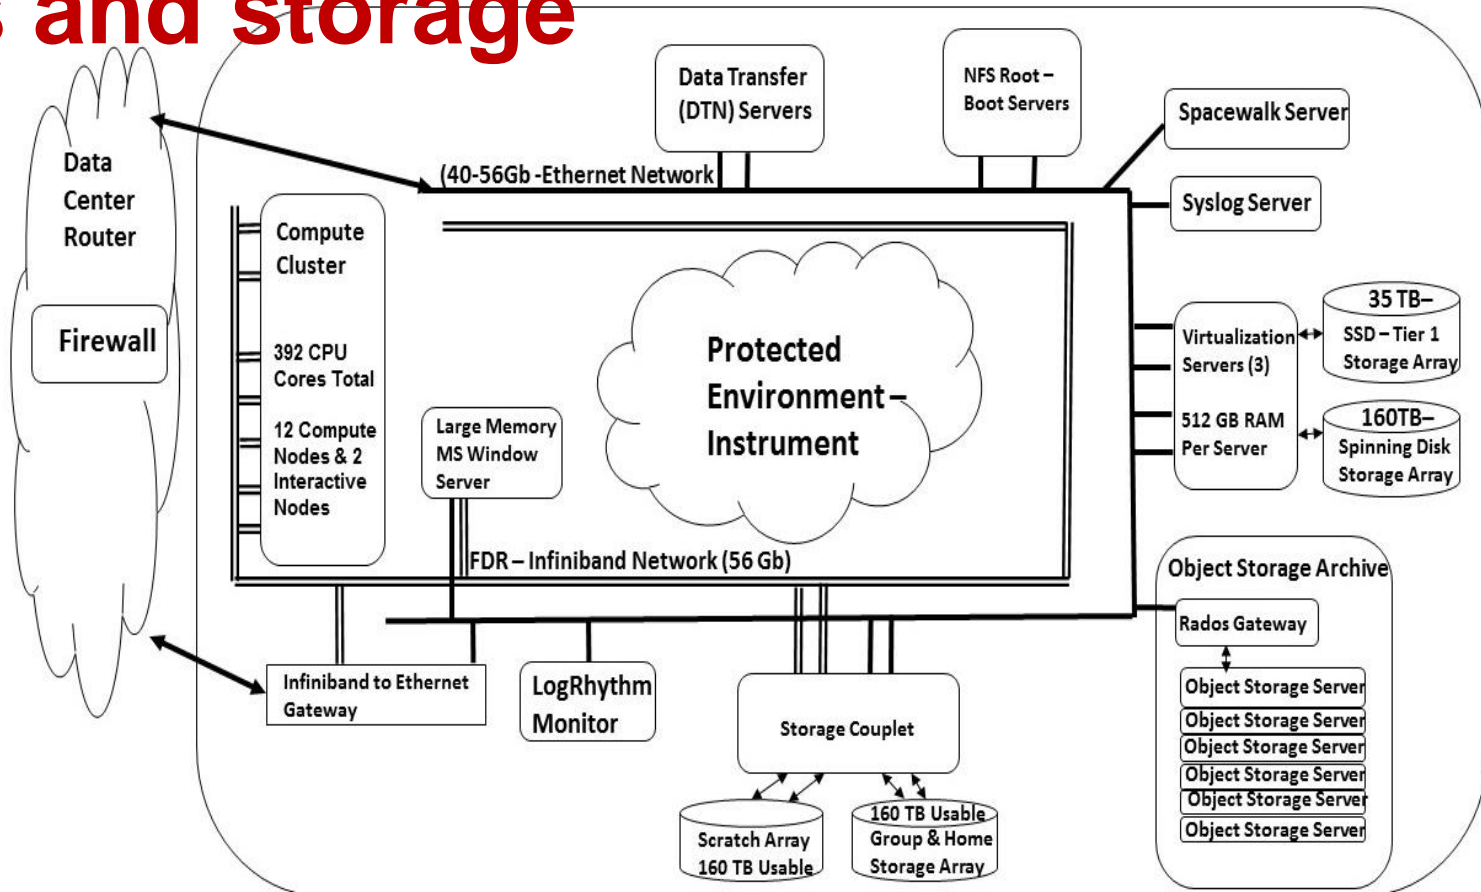 s and storage
Data Transfer
(DTN) Servers
NFS Root –
Boot Servers
Spacewalk Server
Data
Center
Router
(40-56Gb -Ethernet Network
Syslog Server
Compute
Cluster
Firewall
392 CPU
Cores Total
12 Compute
Nodes & 2
Interactive
Nodes
Large Memory
MS Window
Server
Protected
Environment –
Instrument
Virtualization
Servers (3)
512 GB RAM
Per Server
35 TB–
SSD – Tier 1
Storage Array
160TB–
Spinning Disk
Storage Array
FDR – Infiniband Network (56 Gb)
Object Storage Archive
Rados Gateway
Object Storage Server
Object Storage Server
Object Storage Server
Object Storage Server
Object Storage Server
Object Storage Server
Infiniband to Ethernet
Gateway
LogRhythm
Monitor
Storage Couplet
Scratch Array
160 TB Usable
160 TB Usable
Group & Home
Storage Array